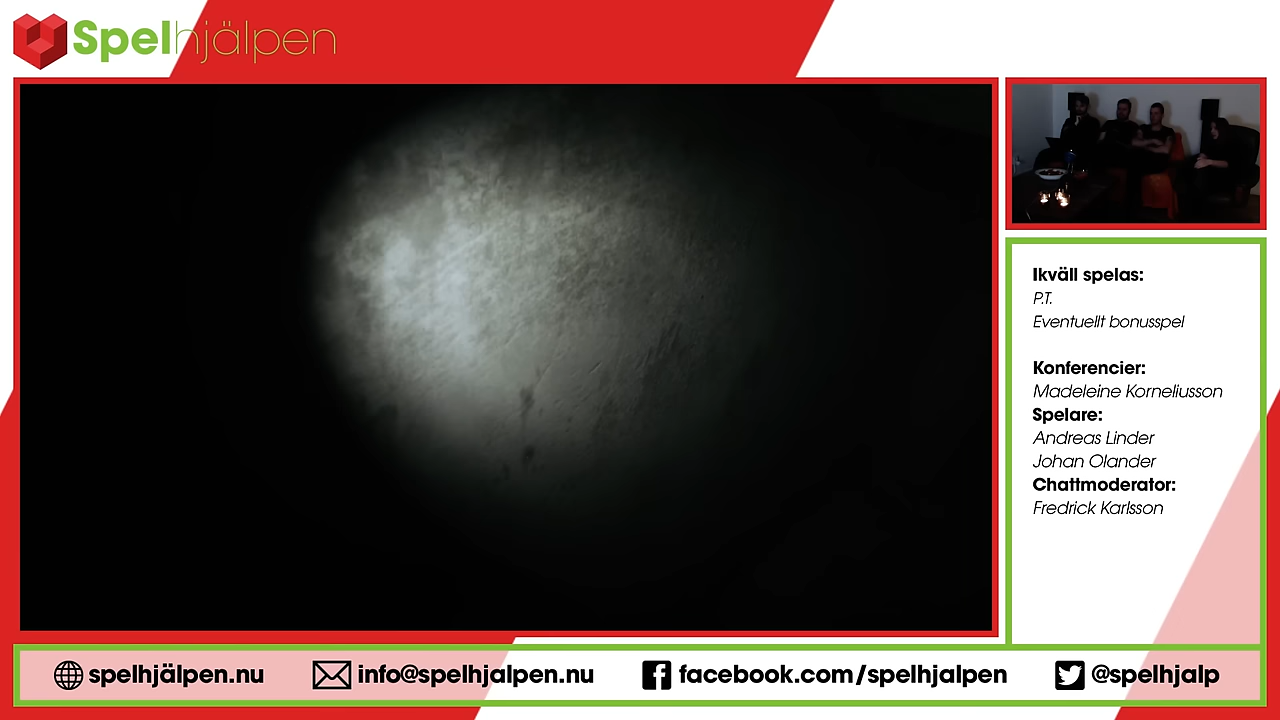 Spelhjälpen
Ikväll spelas:
P.T.
Eventuellt bonusspel
Konferencier:
Madeleine Korneliusson
Spelare:
Andreas Linder
Johan Olander
Chattmoderator:
Fredrick Karlsson
spelhjälpen.nu
info@spelhjalpen.nu
facebook.com/spelhjalpen
@spelhjalp